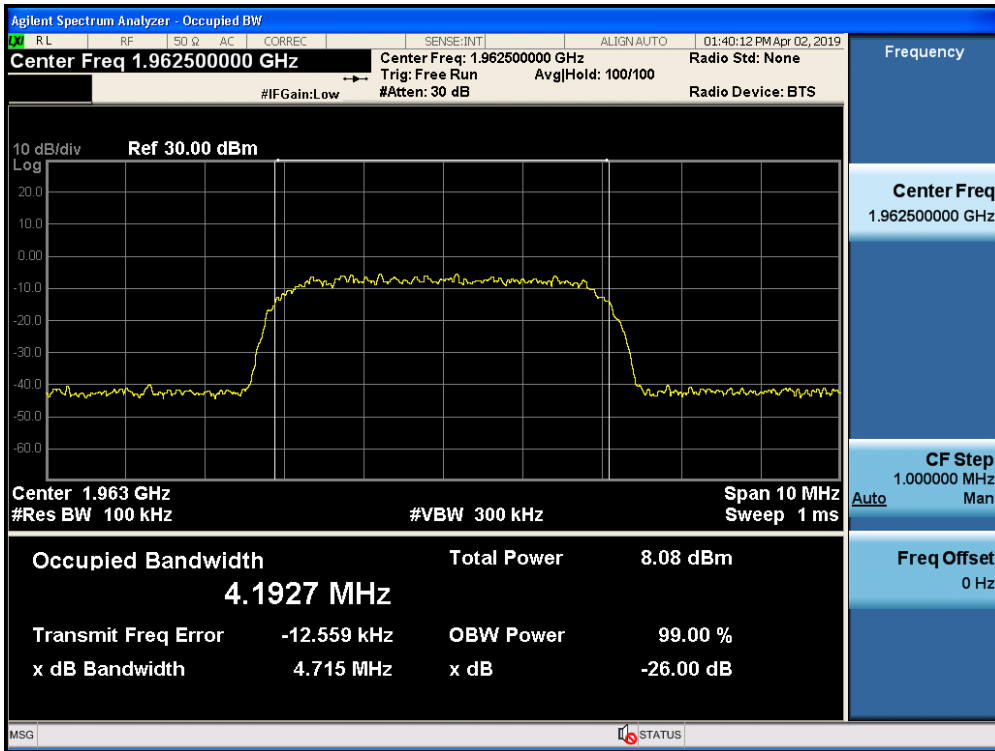 Agilent Spectrum Analyzer - Occupied BW
LXI RL RF 50 Ω AC CORREC SENSE:INT ALIGN AUTO 01:40:12 PM Apr 02, 2019
Center Freq 1.962500000 GHz
Center Freq: 1.962500000 GHz Radio Std: None
Trig: Free Run Avg|Hold: 100/100
#IFGain:Low #Atten: 30 dB Radio Device: BTS
10 dB/div Ref 30.00 dBm
Log
20.0
10.0
0.00
-10.0
-20.0
-30.0
-40.0
-50.0
-60.0
Center 1.963 GHz Span 10 MHz
#Res BW 100 kHz #VBW 300 kHz Sweep 1 ms
Occupied Bandwidth Total Power 8.08 dBm
4.1927 MHz
Transmit Freq Error -12.559 kHz OBW Power 99.00 %
x dB Bandwidth 4.715 MHz x dB -26.00 dB
MSG STATUS
Frequency
Center Freq
1.962500000 GHz
CF Step
1.000000 MHz
Auto Man
Freq Offset
0 Hz